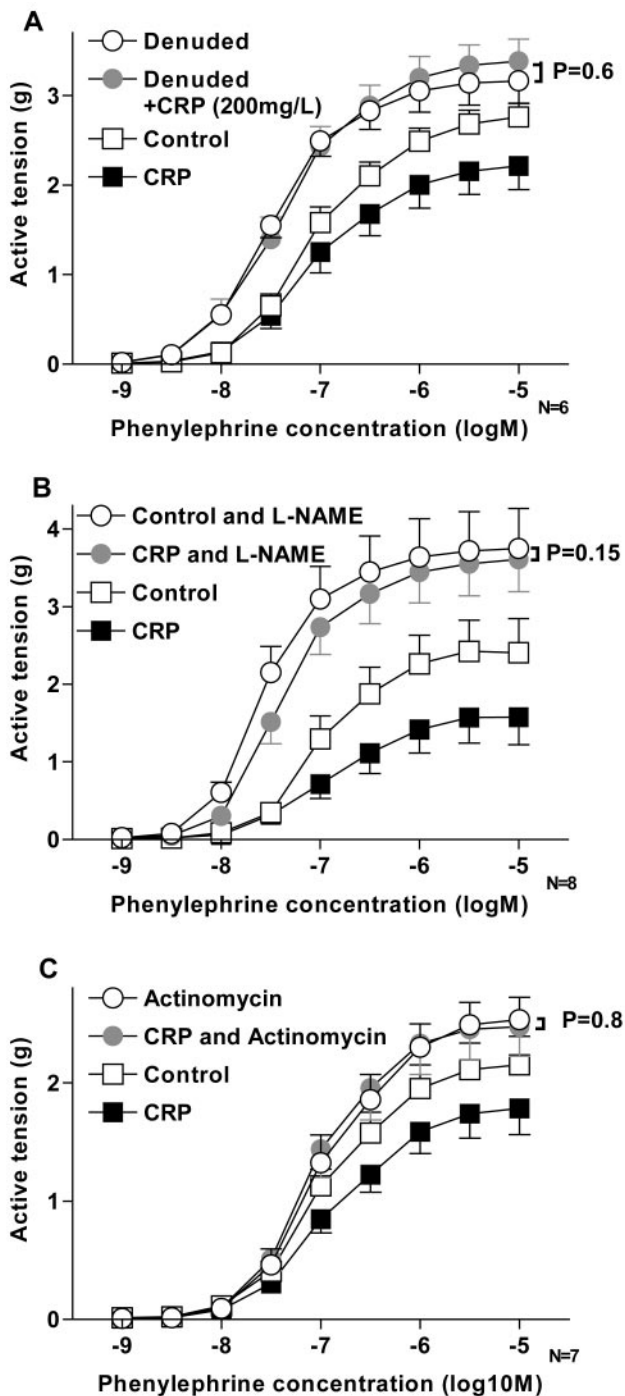 A
Denuded
Denuded
+CRP (200mg/L)
Control
CRP
P=0.6
Active tension (g)
3
2
1
0
-9 -8 -7 -6 -5
N=6
Phenylephrine concentration (logM)
B
Control and L-NAME
CRP and L-NAME
Control
CRP
P=0.15
Active tension (g)
4
3
2
1
0
-9 -8 -7 -6 -5
N=8
Phenylephrine concentration (logM)
C
Actinomycin
CRP and Actinomycin
Control
CRP
P=0.8
Active tension (g)
2
1
0
-9 -8 -7 -6 -5
N=7
Phenylephrine concentration (log10M)